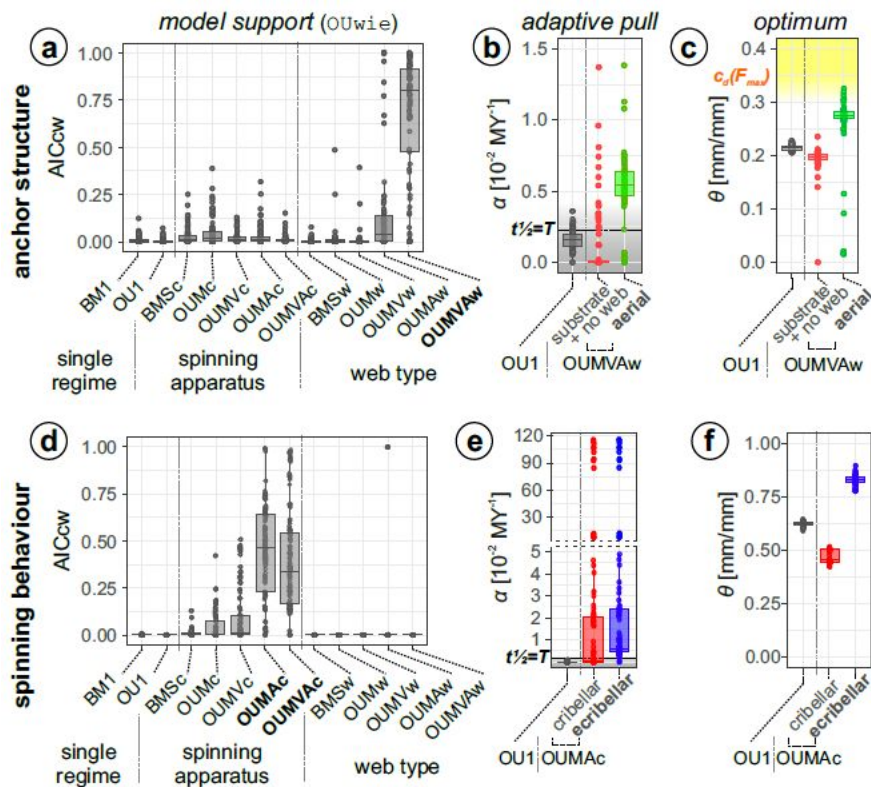 model support (OUwie)
adaptive pull
optimum
a
b
c
anchor structure
AICcw
1.00
0.75
0.50
0.25
0.00
BM1
OU1
BMSc
OUMc
OUMVc
OUMAc
OUMVAc
BMSw
OUMw
OUMVw
OUMAw
OUMVAw
single regime
spinning apparatus
web type
α [10⁻² MY⁻¹]
1.5
1.0
0.5
0.0
t½=T
substrate + no web
aerial
OU1
OUMVAw
θ [mm/mm]
0.4
0.3
0.2
0.1
0.0
cd(Fmax)
substrate + no web
aerial
OU1
OUMVAw
d
e
f
spinning behaviour
AICcw
1.00
0.75
0.50
0.25
0.00
BM1
OU1
BMSc
OUMc
OUMVc
OUMAc
OUMVAc
BMSw
OUMw
OUMVw
OUMAw
OUMVAw
single regime
spinning apparatus
web type
α [10⁻² MY⁻¹]
120
90
60
30
5
4
3
2
1
t½=T
cribellar
ecribellar
OU1
OUMAc
θ [mm/mm]
1.00
0.75
0.50
0.25
0.00
cribellar
ecribellar
OU1
OUMAc